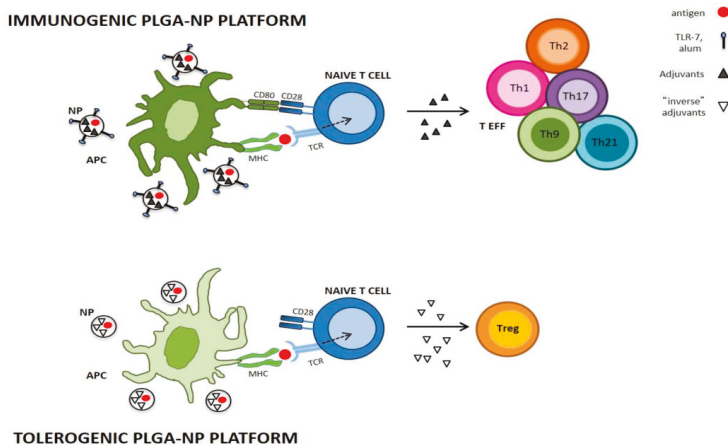 IMMUNOGENIC PLGA-NP PLATFORM
antigen
TLR-7,
alum
Adjuvants
"inverse"
adjuvants
NP
APC
CD80
CD28
NAIVE T CELL
MHC
TCR
T EFF
Th2
Th1
Th17
Th9
Th21
NP
APC
CD28
NAIVE T CELL
MHC
TCR
Treg
TOLEROGENIC PLGA-NP PLATFORM